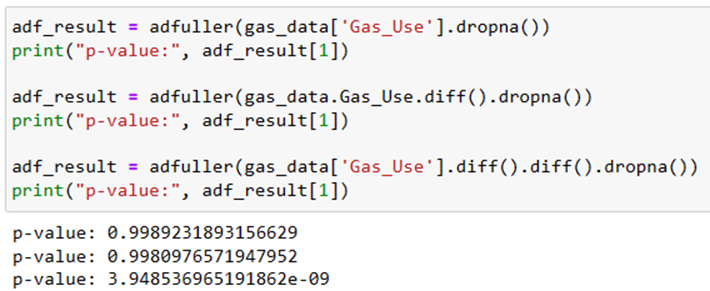 adf_result = adfuller(gas_data['Gas_Use'].dropna())
print("p-value:", adf_result[1])
adf_result = adfuller(gas_data.Gas_Use.diff().dropna())
print("p-value:", adf_result[1])
adf_result = adfuller(gas_data['Gas_Use'].diff().diff().dropna())
print("p-value:", adf_result[1])
p-value: 0.9989231893156629
p-value: 0.9980976571947952
p-value: 3.948536965191862e-09